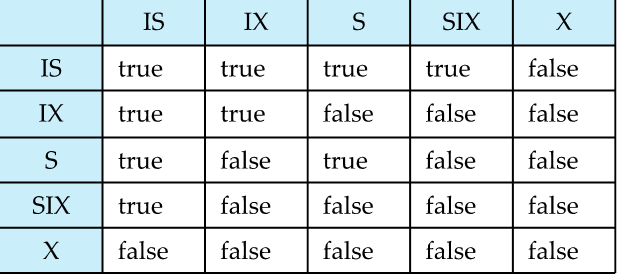 IS IX S SIX X
IS true true true true false
IX true true false false false
S true false true false false
SIX true false false false false
X false false false false false